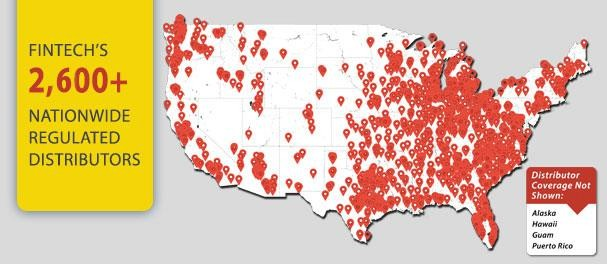 FINTECH'S
2,600+
NATIONWIDE
REGULATED
DISTRIBUTORS
Distributor
Coverage Not
Shown:
Alaska
Hawaii
Guam
Puerto Rico